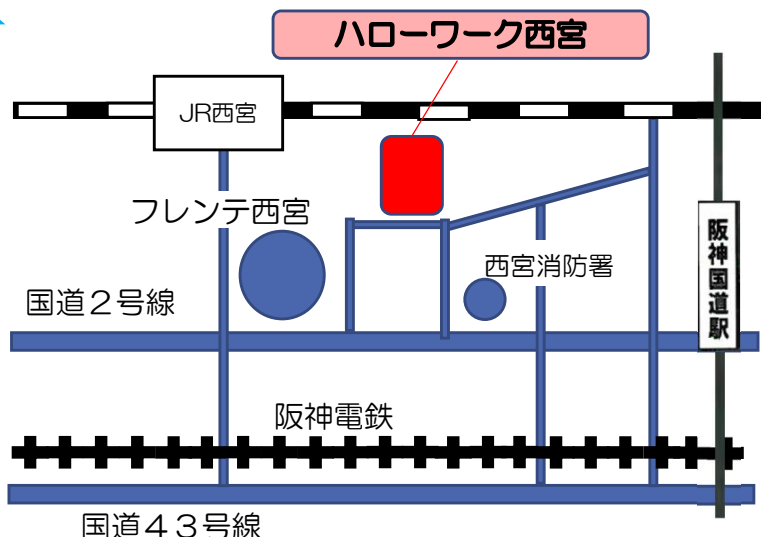 ハローワーク西宮
JR西宮
フレンテ西宮
阪神国道駅
西宮消防署
国道２号線
阪神電鉄
国道４３号線